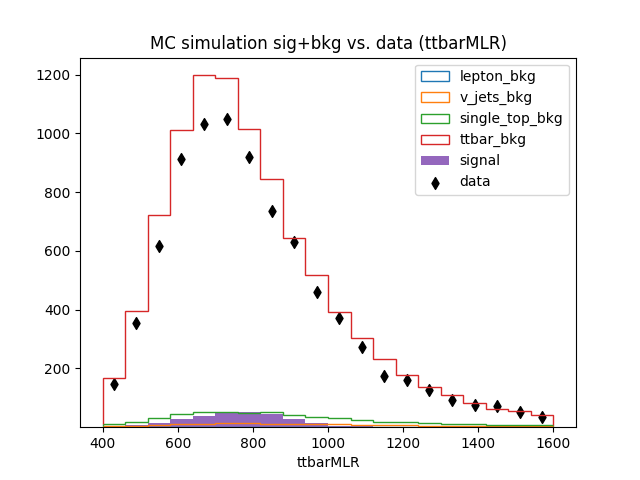 MC simulation sig+bkg vs. data (ttbarMLR)
1200
1000
800
600
400
200
lepton_bkg
v_jets_bkg
single_top_bkg
ttbar_bkg
signal
data
400 600 800 1000 1200 1400 1600
ttbarMLR